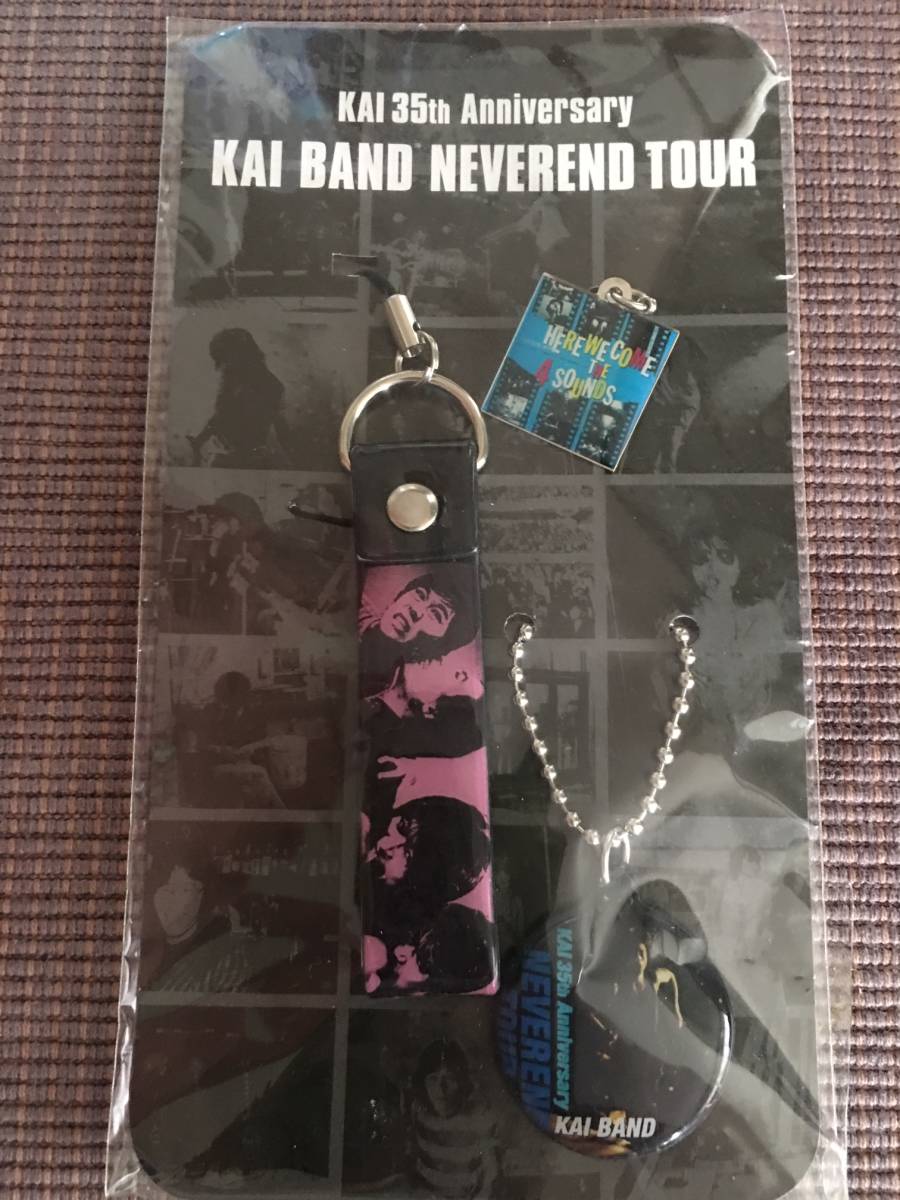 KAI 35th Anniversary
KAI BAND NEVEREND TOUR
HERE WE COME
THE
4 SOUNDS
KAI 35th Anniversary
NEVEREN
TOUR
KAI BAND